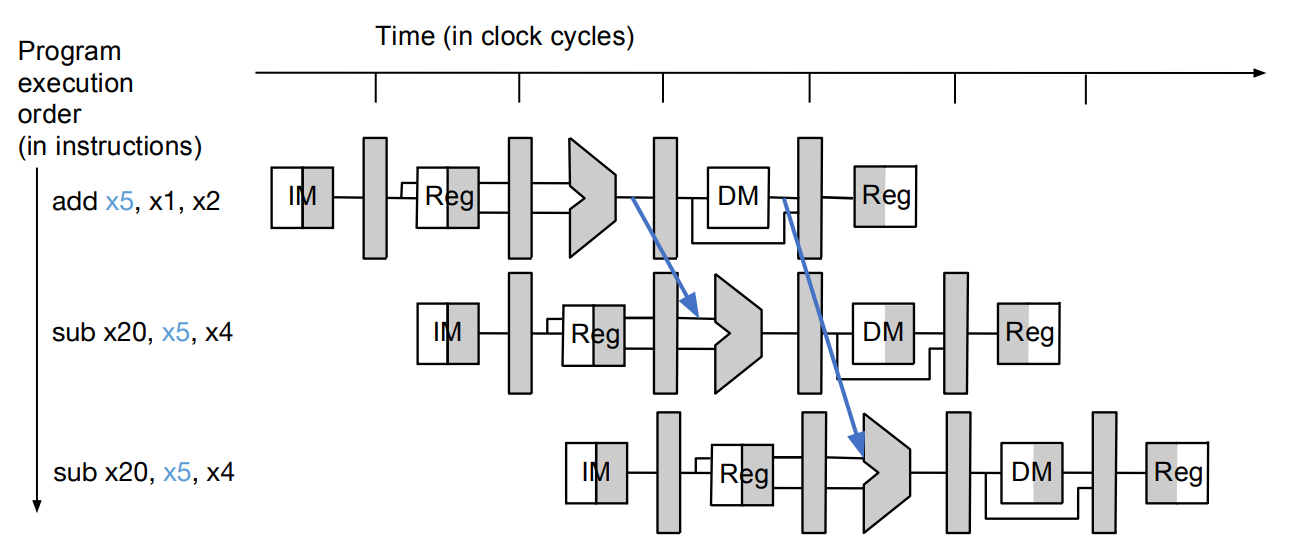 Time (in clock cycles)
Program
execution
order
(in instructions)
add x5, x1, x2
IM
Reg
DM
Reg
sub x20, x5, x4
IM
Reg
DM
Reg
sub x20, x5, x4
IM
Reg
DM
Reg